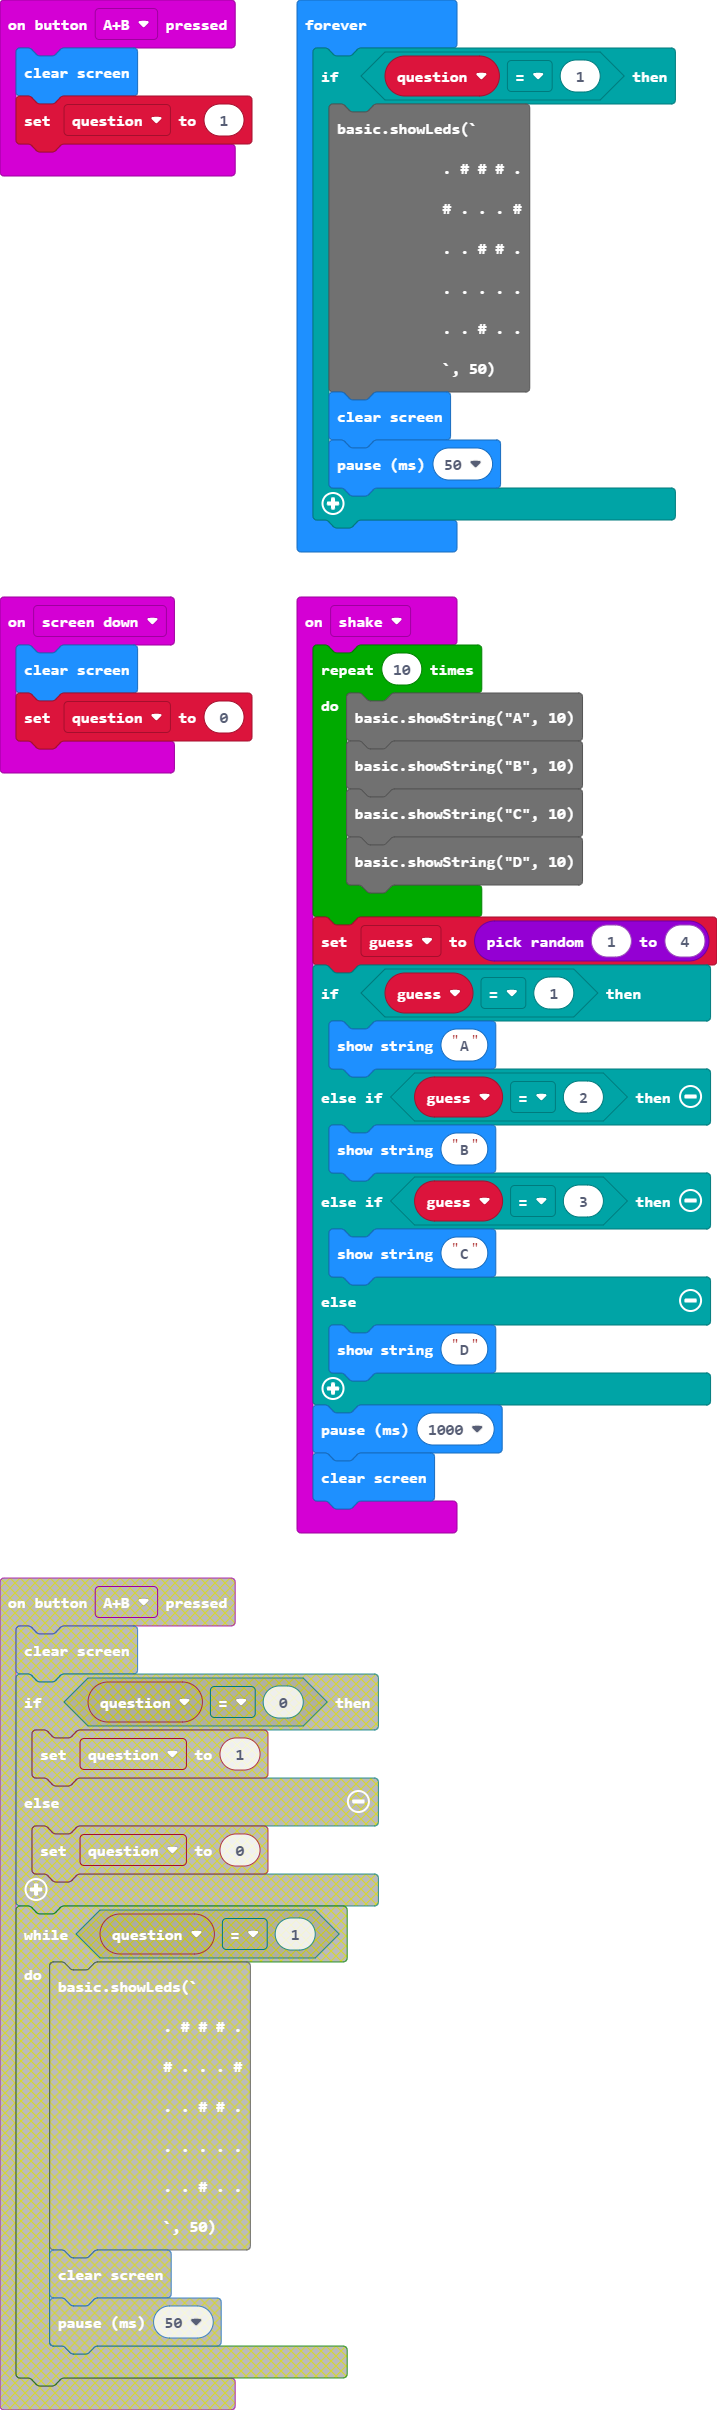 on button A+B pressed
clear screen
set question to 1
forever
if question = 1 then
basic.showLeds(`
. # # # .
# . . . #
. . # # .
. . . . .
. . # . .
`, 50)
clear screen
pause (ms) 50
on screen down
clear screen
set question to 0
on shake
repeat 10 times
do
basic.showString("A", 10)
basic.showString("B", 10)
basic.showString("C", 10)
basic.showString("D", 10)
set guess to pick random 1 to 4
if guess = 1 then
show string "A"
else if guess = 2 then
show string "B"
else if guess = 3 then
show string "C"
else
show string "D"
pause (ms) 1000
clear screen
on button A+B pressed
clear screen
if question = 0 then
set question to 1
else
set question to 0
while question = 1
do
basic.showLeds(`
. # # # .
# . . . #
. . # # .
. . . . .
. . # . .
`, 50)
clear screen
pause (ms) 50